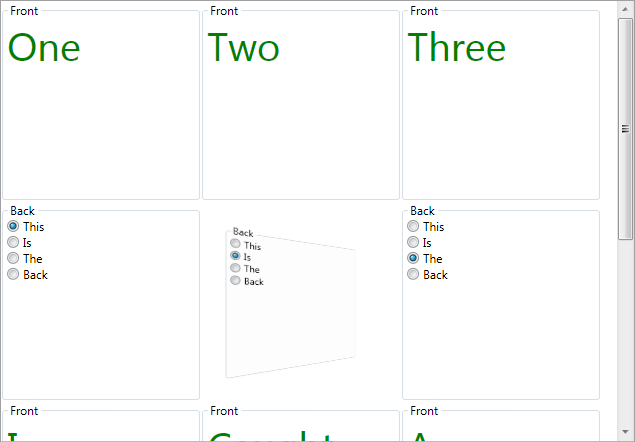 Front
One
Front
Two
Front
Three
Back
This
Is
The
Back
Back
This
Is
The
Back
Back
This
Is
The
Back
Front
Front
Front